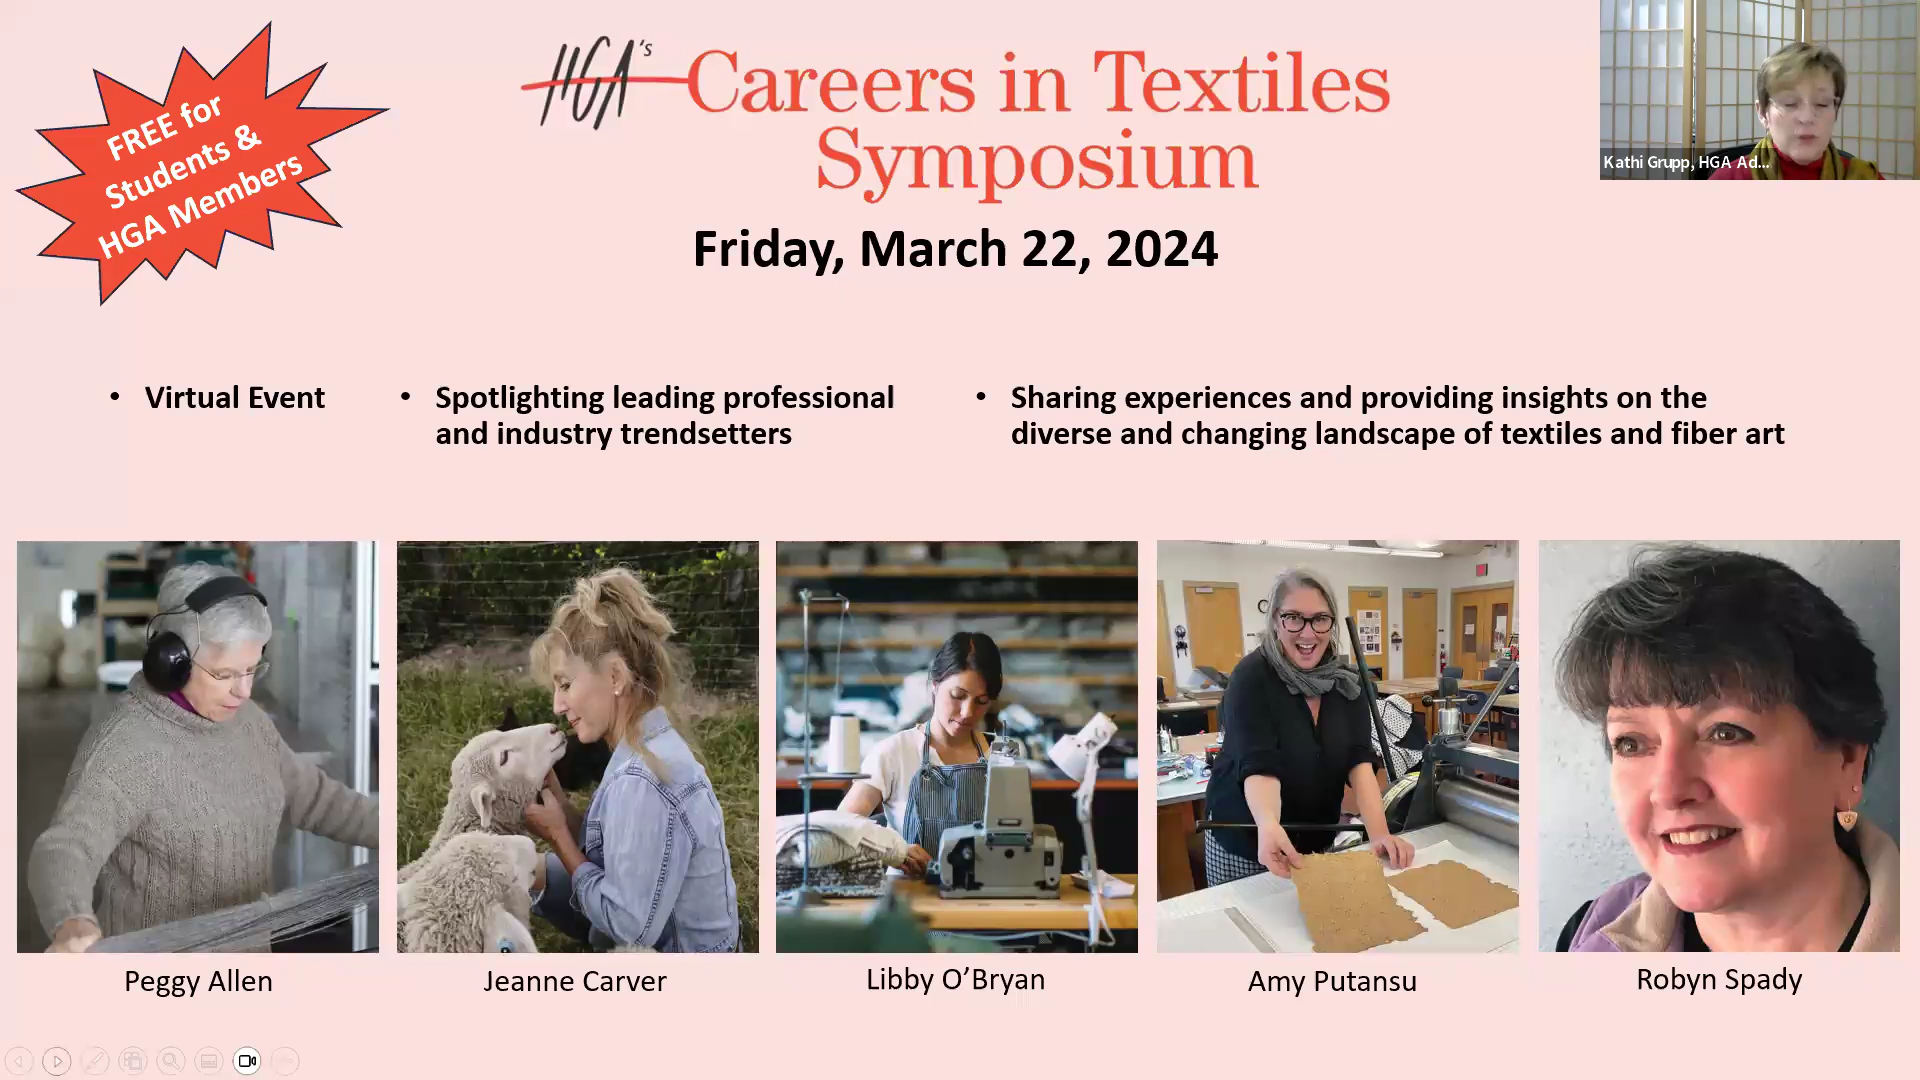 FREE for
Students &
HGA Members
HGA's Careers in Textiles
Symposium
Friday, March 22, 2024
Kathi Grupp, HGA Ad...
• Virtual Event
• Spotlighting leading professional
and industry trendsetters
• Sharing experiences and providing insights on the
diverse and changing landscape of textiles and fiber art
Peggy Allen
Jeanne Carver
Libby O’Bryan
Amy Putansu
Robyn Spady